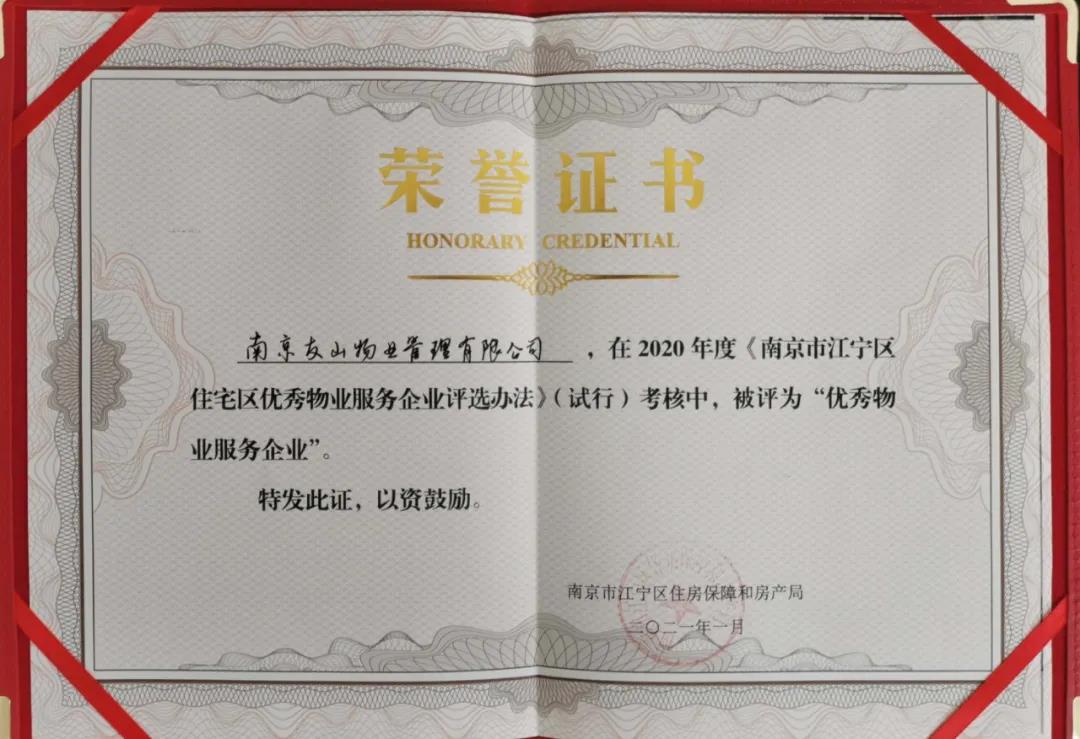 荣誉证书
HONORARY CREDENTIAL
南京友山物业管理有限公司 ，在 2020 年度《南京市江宁区
住宅区优秀物业服务企业评选办法》（试行）考核中，被评为“优秀物
业服务企业”。
特发此证，以资鼓励。
南京市江宁区住房保障和房产局
二〇二一年一月